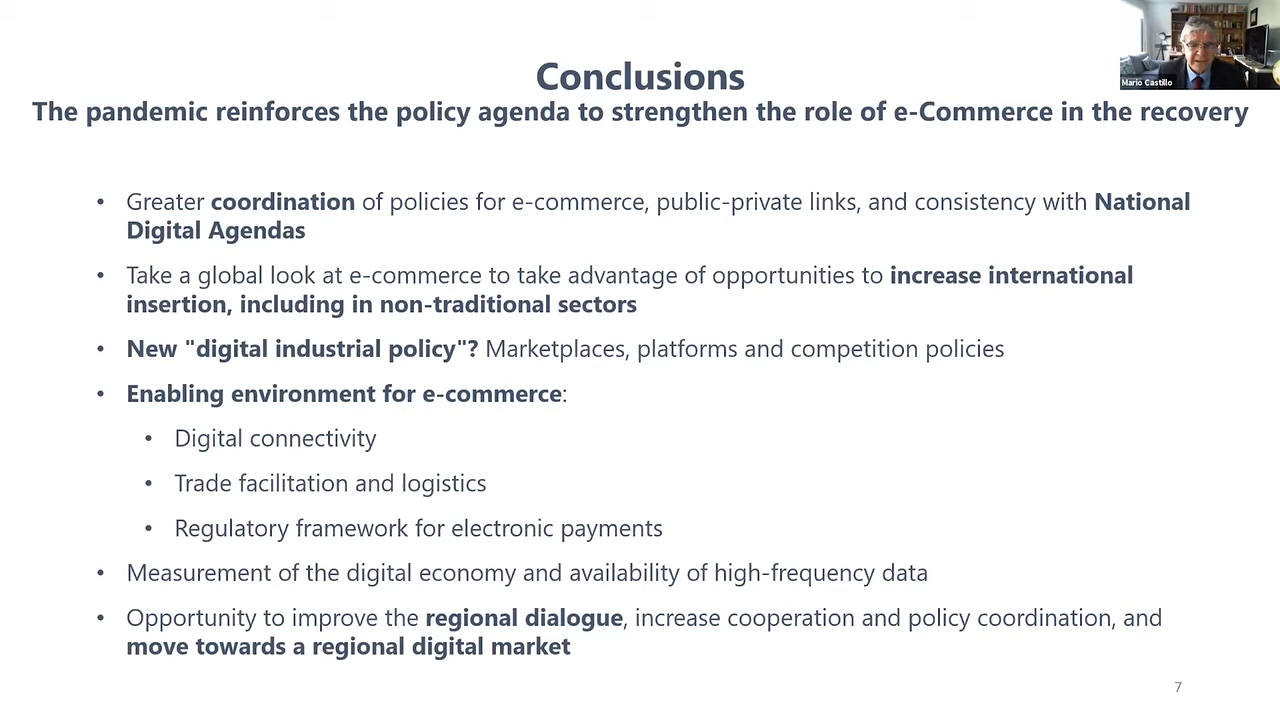 Conclusions
The pandemic reinforces the policy agenda to strengthen the role of e-Commerce in the recovery
Mario Castillo
• Greater coordination of policies for e-commerce, public-private links, and consistency with National
Digital Agendas
• Take a global look at e-commerce to take advantage of opportunities to increase international
insertion, including in non-traditional sectors
• New "digital industrial policy"? Marketplaces, platforms and competition policies
• Enabling environment for e-commerce:
• Digital connectivity
• Trade facilitation and logistics
• Regulatory framework for electronic payments
• Measurement of the digital economy and availability of high-frequency data
• Opportunity to improve the regional dialogue, increase cooperation and policy coordination, and
move towards a regional digital market
7